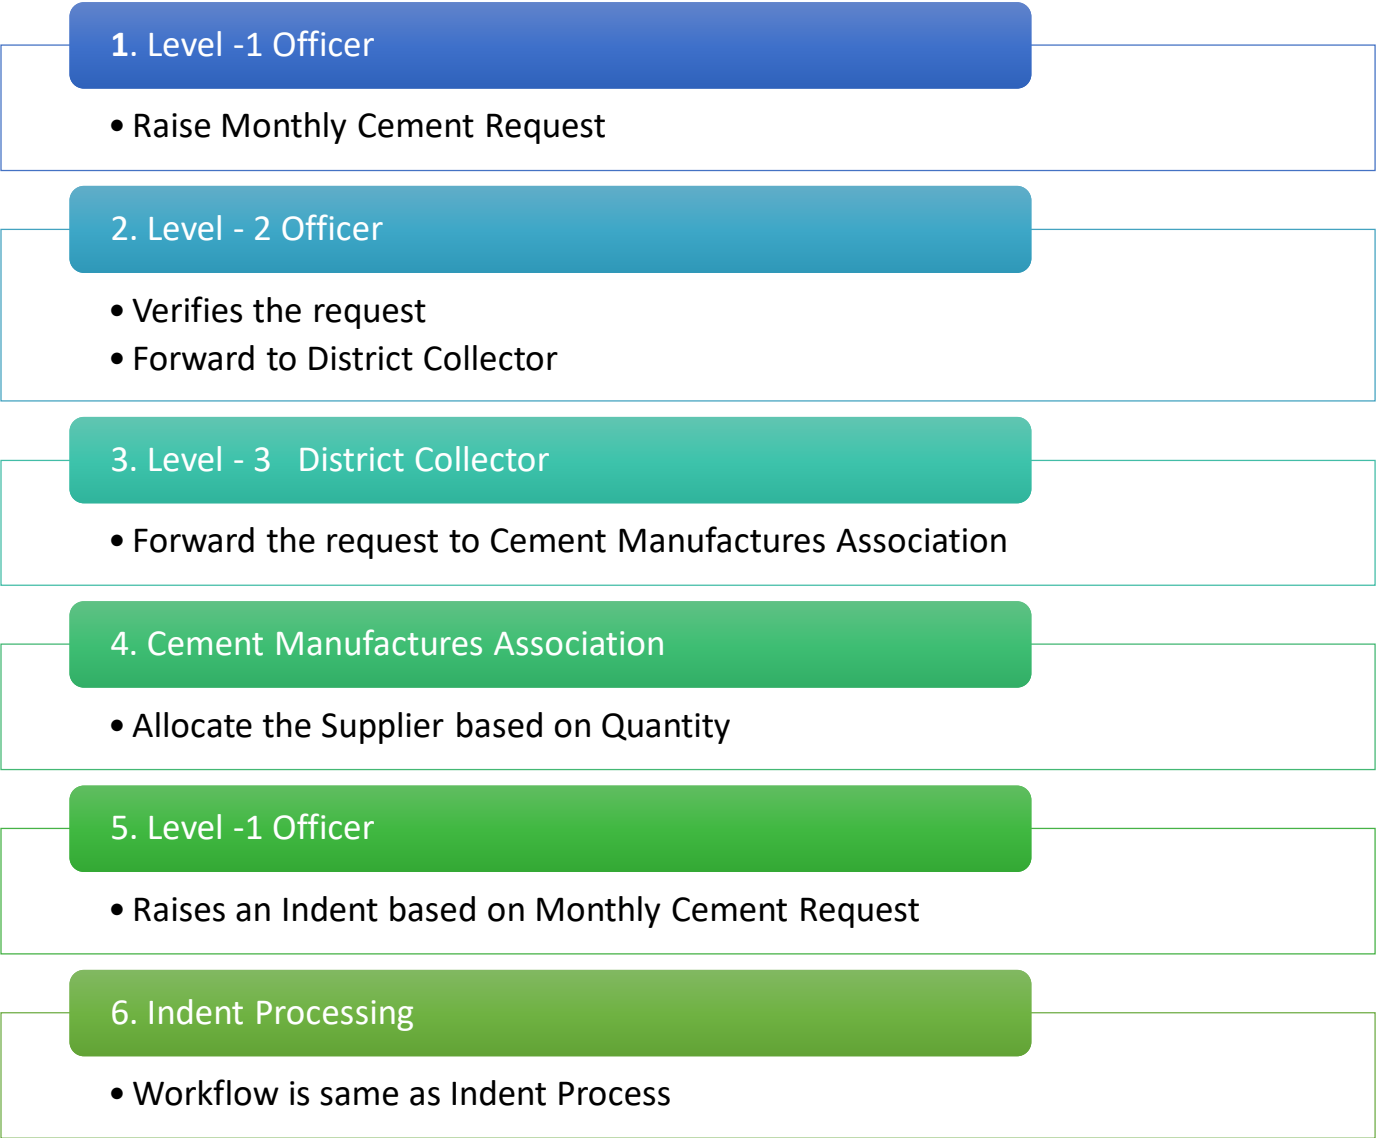 1. Level -1 Officer
• Raise Monthly Cement Request
2. Level - 2 Officer
• Verifies the request
• Forward to District Collector
3. Level - 3   District Collector
• Forward the request to Cement Manufactures Association
4. Cement Manufactures Association
• Allocate the Supplier based on Quantity
5. Level -1 Officer
• Raises an Indent based on Monthly Cement Request
6. Indent Processing
• Workflow is same as Indent Process